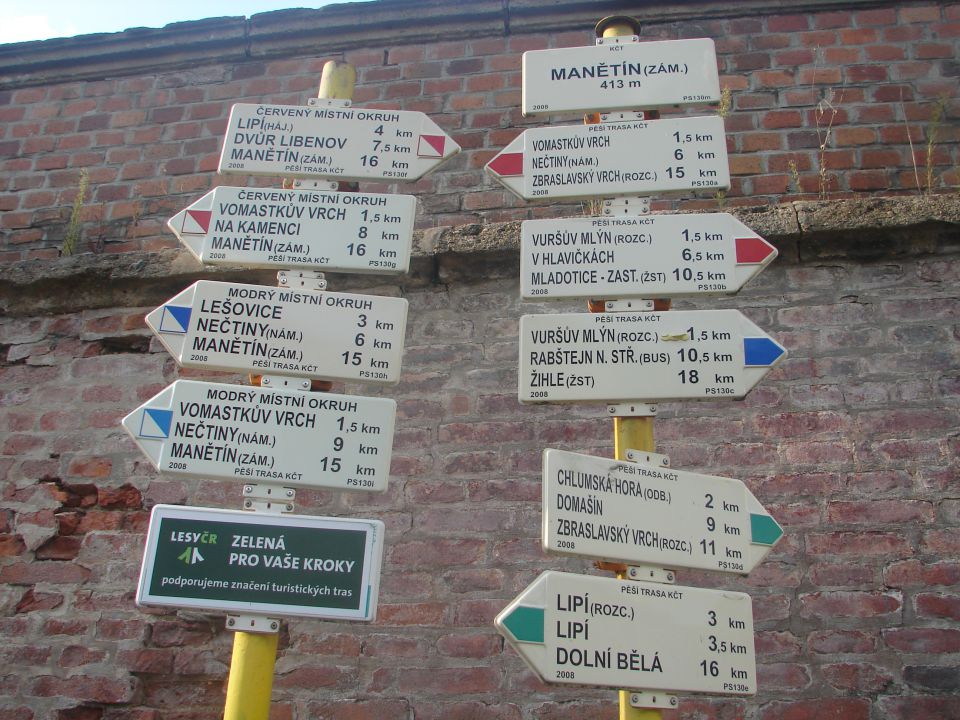 ČERVENÝ MÍSTNÍ OKRUH
LIPÍ (HÁJ.) 4 km
DVŮR LIBENOV 7,5 km
MANĚTÍN (ZÁM.) 16 km
PĚŠÍ TRASA KČT PS130f
2008
ČERVENÝ MÍSTNÍ OKRUH
VOMASTKŮV VRCH 1,5 km
NA KAMENCI 8 km
MANĚTÍN (ZÁM.) 16 km
2008 PĚŠÍ TRASA KČT PS130g
MODRÝ MÍSTNÍ OKRUH
LEŠOVICE 3 km
NEČTINY (NÁM.) 6 km
MANĚTÍN (ZÁM.) 15 km
2008 PĚŠÍ TRASA KČT PS130h
MODRÝ MÍSTNÍ OKRUH
VOMASTKŮV VRCH 1,5 km
NEČTINY (NÁM.) 9 km
MANĚTÍN (ZÁM.) 15 km
2008 PĚŠÍ TRASA KČT PS130i
LESY ČR
ZELENÁ
PRO VAŠE KROKY
podporujeme značení turistických tras
KČT
MANĚTÍN (ZÁM.)
413 m
2008 PS130m
PĚŠÍ TRASA KČT
VOMASTKŮV VRCH 1,5 km
NEČTINY (NÁM.) 6 km
ZBRASLAVSKÝ VRCH (ROZC.) 15 km
2008 PS130a
PĚŠÍ TRASA KČT
VURŠŮV MLÝN (ROZC.) 1,5 km
V HLAVIČKÁCH 6,5 km
MLADOTICE - ZAST. (ŽST) 10,5 km
2008 PS130b
PĚŠÍ TRASA KČT
VURŠŮV MLÝN (ROZC.) 1,5 km
RABŠTEJN N. STŘ. (BUS) 10,5 km
ŽIHLE (ŽST) 18 km
2008 PS130c
PĚŠÍ TRASA KČT
CHLUMSKÁ HORA (ODB.) 2 km
DOMAŠÍN 9 km
ZBRASLAVSKÝ VRCH (ROZC.) 11 km
2008 PS130d
PĚŠÍ TRASA KČT
LIPÍ (ROZC.) 3 km
LIPÍ 3,5 km
DOLNÍ BĚLÁ 16 km
2008 PS130e